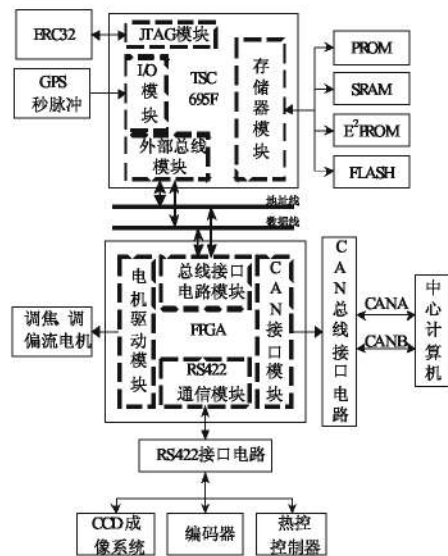 ERC32
JTAG模块
GPS
秒脉冲
I/O
模
块
TSC
695F
存
储
器
模
块
外部总线
模块
PROM
SRAM
E²PROM
FLASH
地址线
数据线
电
机
驱
动
模
块
总线接口
电路模块
FPGA
RS422
通信模块
C
A
N
接
口
模
块
C
A
N
总
线
接
口
电
路
CANA
CANB
中
心
计
算
机
调焦、调
偏流电机
RS422接口电路
CCD成
像系统
编码器
热控
控制器